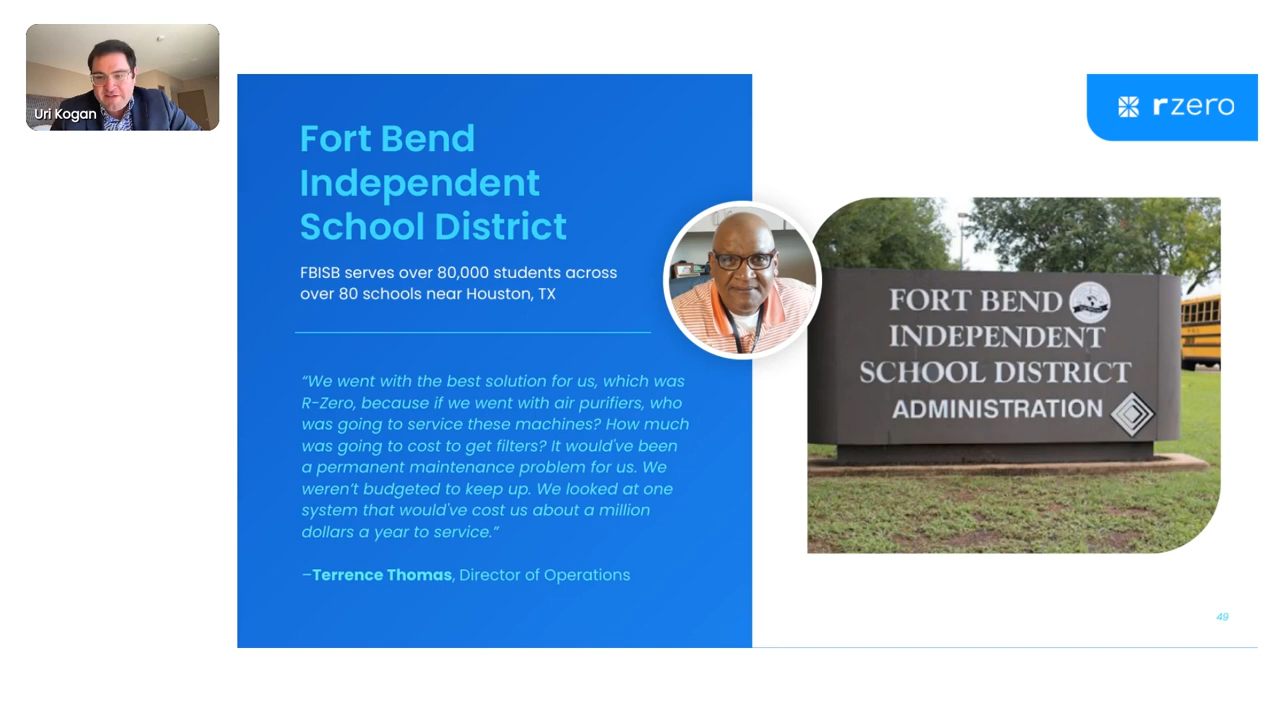 Uri Kogan
Fort Bend
Independent
School District
FBISB serves over 80,000 students across
over 80 schools near Houston, TX
“We went with the best solution for us, which was
R-Zero, because if we went with air purifiers, who
was going to service these machines? How much
was going to cost to get filters? It would've been
a permanent maintenance problem for us. We
weren’t budgeted to keep up. We looked at one
system that would've cost us about a million
dollars a year to service.”
–Terrence Thomas, Director of Operations
rzero
FORT BEND
INDEPENDENT
SCHOOL DISTRICT
ADMINISTRATION
49